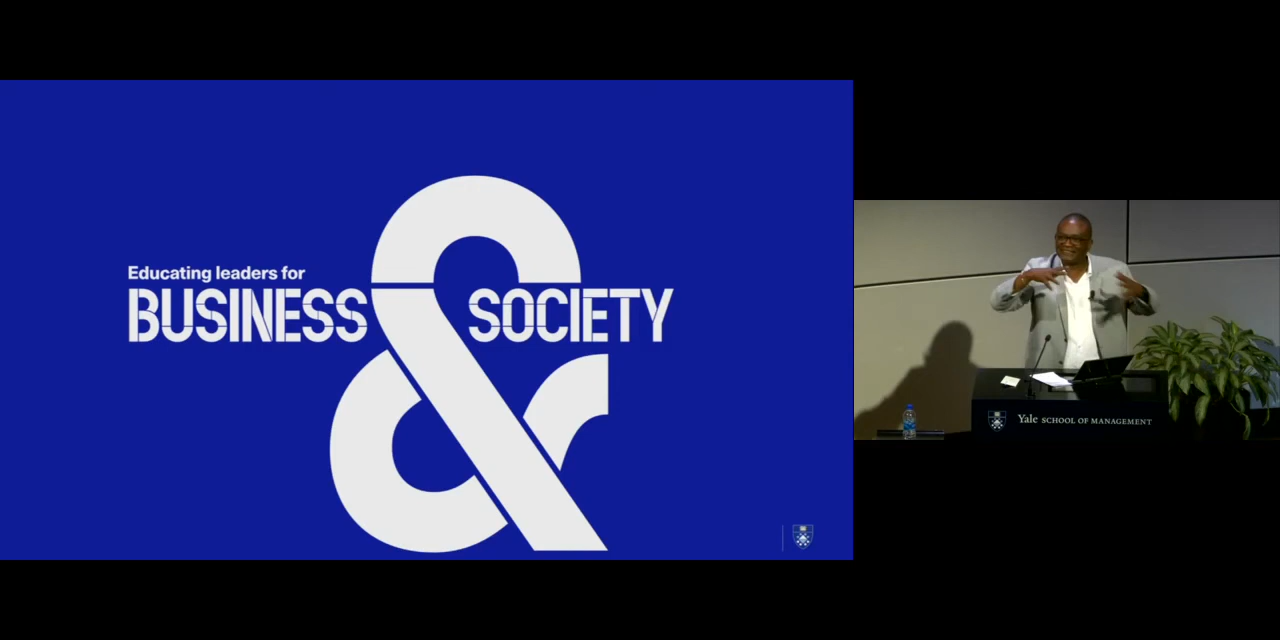 Educating leaders for
BUSINESS & SOCIETY
Yale SCHOOL OF MANAGEMENT